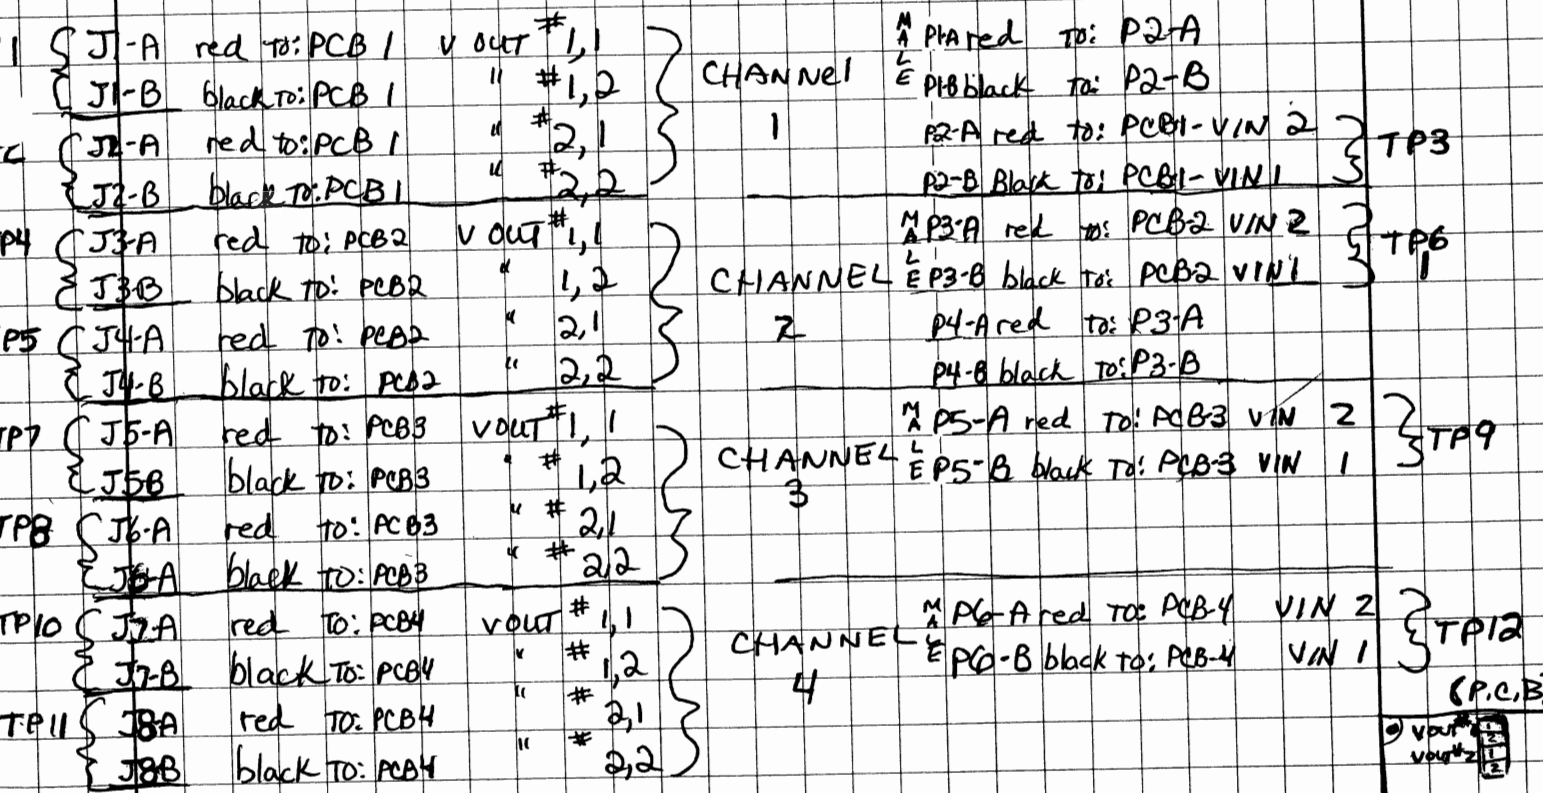 1 { J1-A red TO: PCB 1 V OUT #1,1
J1-B black TO: PCB 1 " #1,2
J2-A red to: PCB 1 " #2,1
J2-B black TO: PCB 1 " #2,2
CHANNEL 1
MALE P1-A red TO: P2-A
P1-B black TO: P2-B
P2-A red to: PCB1-VIN 2
P2-B Black TO: PCB1-VIN 1
TP3
P4 { J3-A red TO: PCB2 V OUT #1,1
J3-B black TO: PCB2 " 1,2
P5 { J4-A red TO: PCB2 " 2,1
J4-B black TO: PCB2 " 2,2
CHANNEL 2
MALE P3-A red to: PCB-2 VIN 2
P3-B black to: PCB2 VIN 1
TP6
1
P4-A red to: P3-A
P4-B black TO: P3-B
TP7 { J5-A red to: PCB3 VOUT #1,1
J5B black TO: PCB3 " #1,2
TP8 { J6-A red to: PCB3 " #2,1
J6-A black TO: PCB3 " #2,2
CHANNEL 3
MALE P5-A red TO: PCB-3 VIN 2
P5-B black TO: PCB-3 VIN 1
TP9
TP10 { J7-A red TO: PCB4 VOUT #1,1
J7-B black TO: PCB4 " #1,2
TP11 { J8-A red TO: PCB4 " #2,1
J8B black TO: PCB4 " #2,2
CHANNEL 4
MALE P6-A red TO: PCB-4 VIN 2
P6-B black to: PCB-4 VIN 1
TP12
(P.C.B)
VOUT# 1
2
VOUT#2 1
2